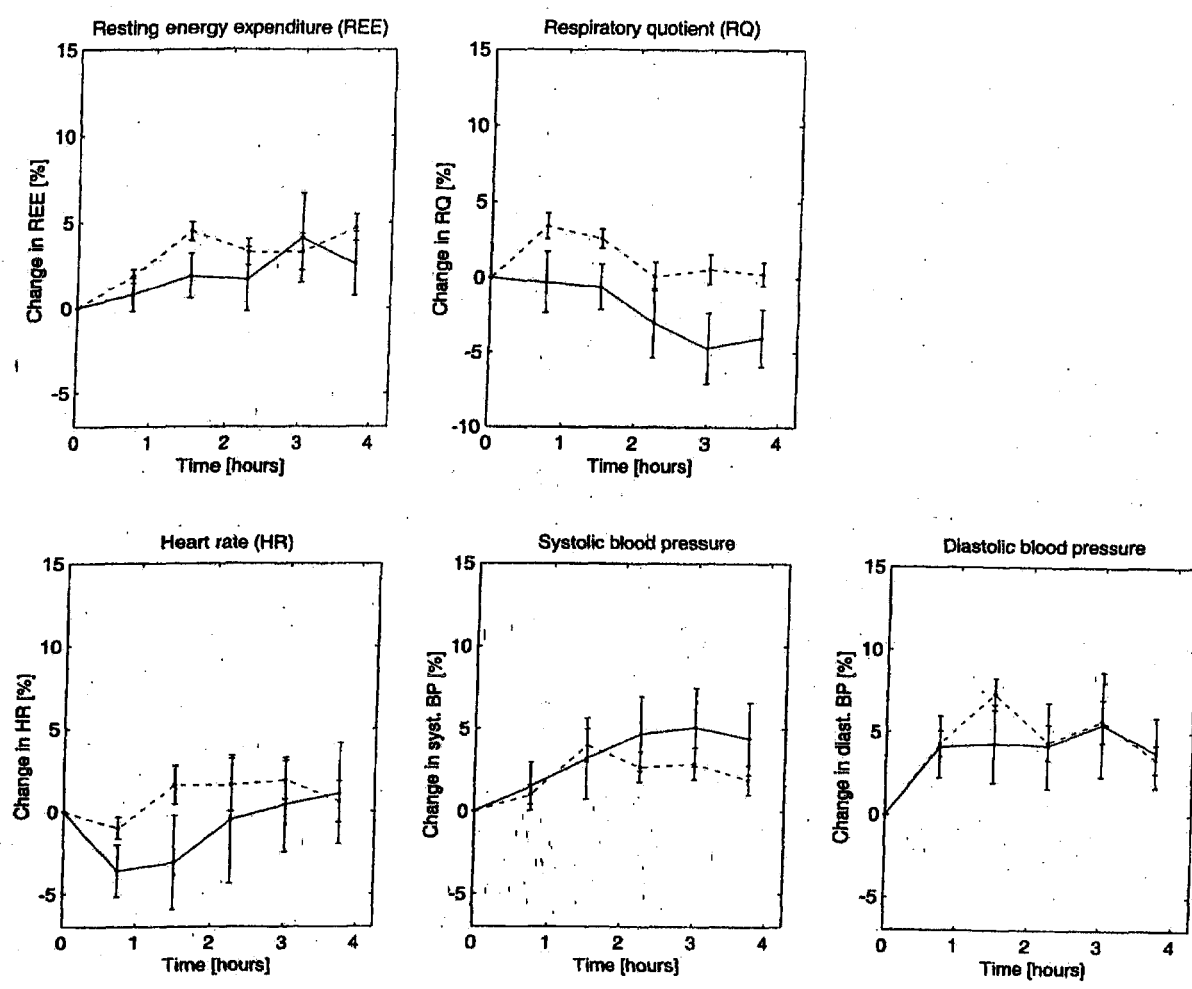 Resting energy expenditure (REE)
15
10
5
0
-5
Change in REE [%]
0 1 2 3 4
Time [hours]
Respiratory quotient (RQ)
15
10
5
0
-5
-10
Change in RQ [%]
0 1 2 3 4
Time [hours]
Heart rate (HR)
15
10
5
0
-5
Change in HR [%]
0 1 2 3 4
Time [hours]
Systolic blood pressure
15
10
5
0
-5
Change in syst. BP [%]
0 1 2 3 4
Time [hours]
Diastolic blood pressure
15
10
5
0
-5
Change in diast. BP [%]
0 1 2 3 4
Time [hours]